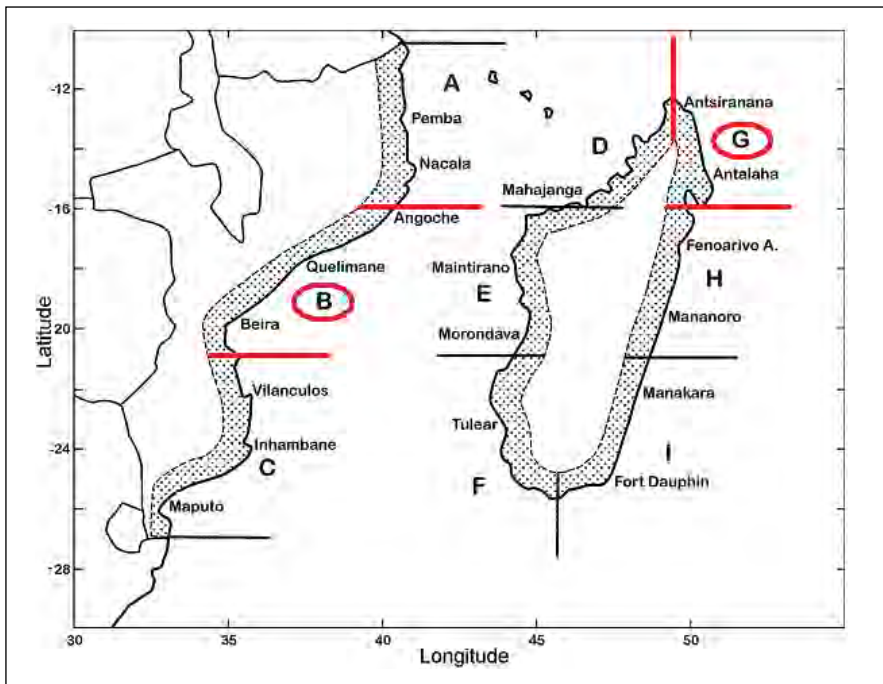 -12
-16
-20
-24
-28
Latitude
30
35
40
45
50
Longitude
A
Pemba
Nacala
Angoche
Quelimane
B
Beira
Vilanculos
Inhambane
C
Maputo
Antsiranana
G
D
Antalaha
Mahajanga
Fenoarivo A.
Maintirano
E
H
Mananoro
Morondava
Manakara
Tulear
I
F
Fort Dauphin